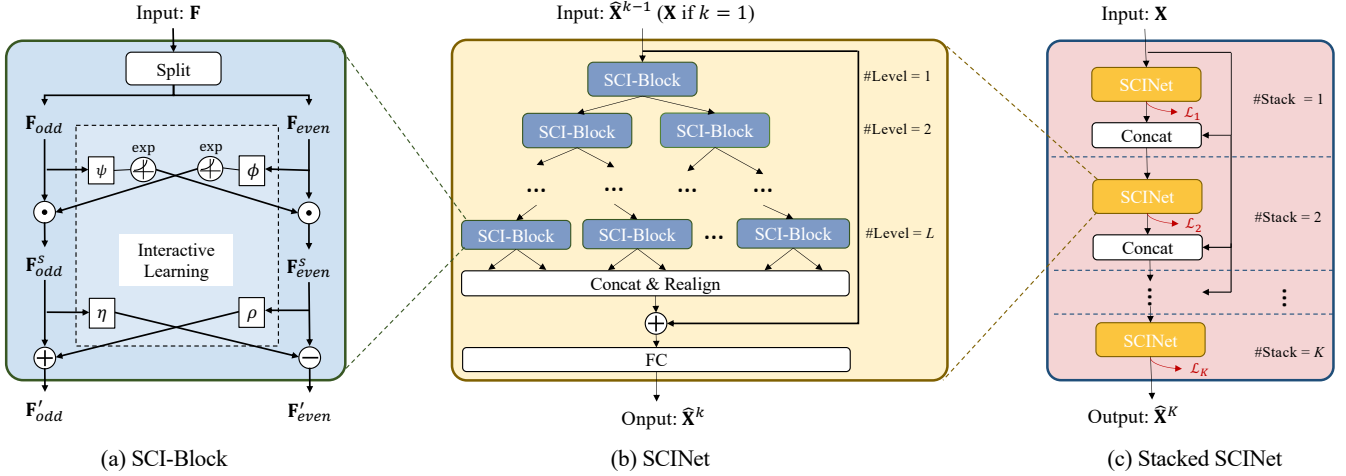 Input: F
Split
F_odd
F_even
exp
exp
ψ
ϕ
Interactive
Learning
F^s_odd
F^s_even
η
ρ
F′_odd
F′_even
(a) SCI-Block
Input: X̂^{k−1} (X if k = 1)
SCI-Block
#Level = 1
SCI-Block
SCI-Block
#Level = 2
...
...
...
...
SCI-Block
SCI-Block
...
SCI-Block
#Level = L
Concat & Realign
FC
Onput: X̂^k
(b) SCINet
Input: X
SCINet
#Stack = 1
ℒ_1
Concat
SCINet
ℒ_2
#Stack = 2
Concat
⋮
⋮
⋮
SCINet
#Stack = K
ℒ_K
Output: X̂^K
(c) Stacked SCINet